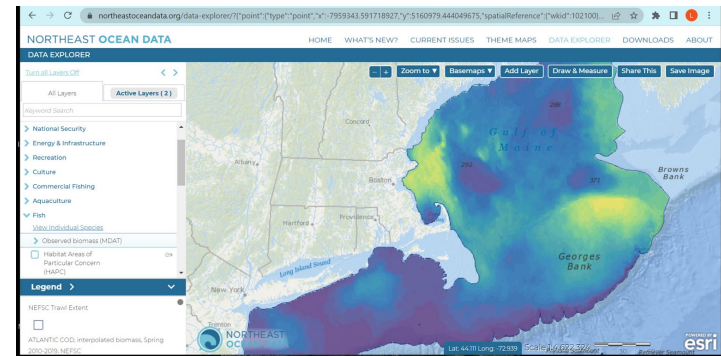 northeastoceandata.org/data-explorer/?{"point":{"type":"point","x":-7959343.591718927,"y":5160979.444049675,"spatialReference":{"wkid":102100}...
NORTHEAST OCEAN DATA
HOME WHAT'S NEW? CURRENT ISSUES THEME MAPS DATA EXPLORER DOWNLOADS ABOUT
DATA EXPLORER
Turn all Layers Off
All Layers Active Layers ( 2 )
Keyword Search
Zoom to Basemaps Add Layer Draw & Measure Share This Save Image
National Security
Energy & Infrastructure
Recreation
Culture
Commercial Fishing
Aquaculture
Fish
View Individual Species
Observed biomass (MDAT)
Habitat Areas of
Particular Concern
(HAPC)
Legend
NEFSC Trawl Extent
ATLANTIC COD, interpolated biomass, Spring
2010-2019, NEFSC
Concord
Gulf of
Maine
Albany
Boston
Browns
Bank
Hartford
Providence
Georges
Bank
Long Island Sound
New York
Trenton
NORTHEAST
Lat: 44.111 Long: -72.939
POWERED BY
esri